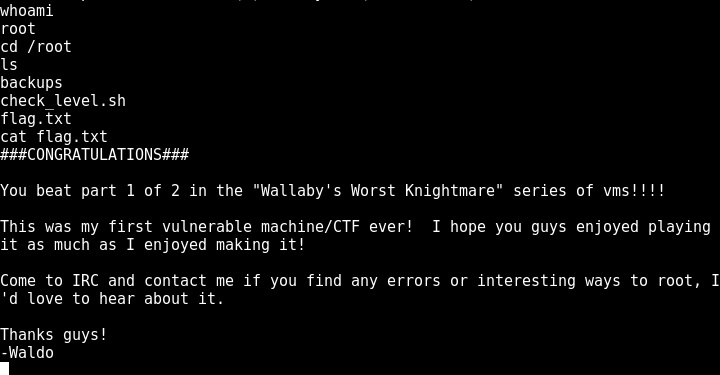 whoami
root
cd /root
ls
backups
check_level.sh
flag.txt
cat flag.txt
###CONGRATULATIONS###
You beat part 1 of 2 in the "Wallaby's Worst Knightmare" series of vms!!!!
This was my first vulnerable machine/CTF ever!  I hope you guys enjoyed playing
it as much as I enjoyed making it!
Come to IRC and contact me if you find any errors or interesting ways to root, I
'd love to hear about it.
Thanks guys!
-Waldo